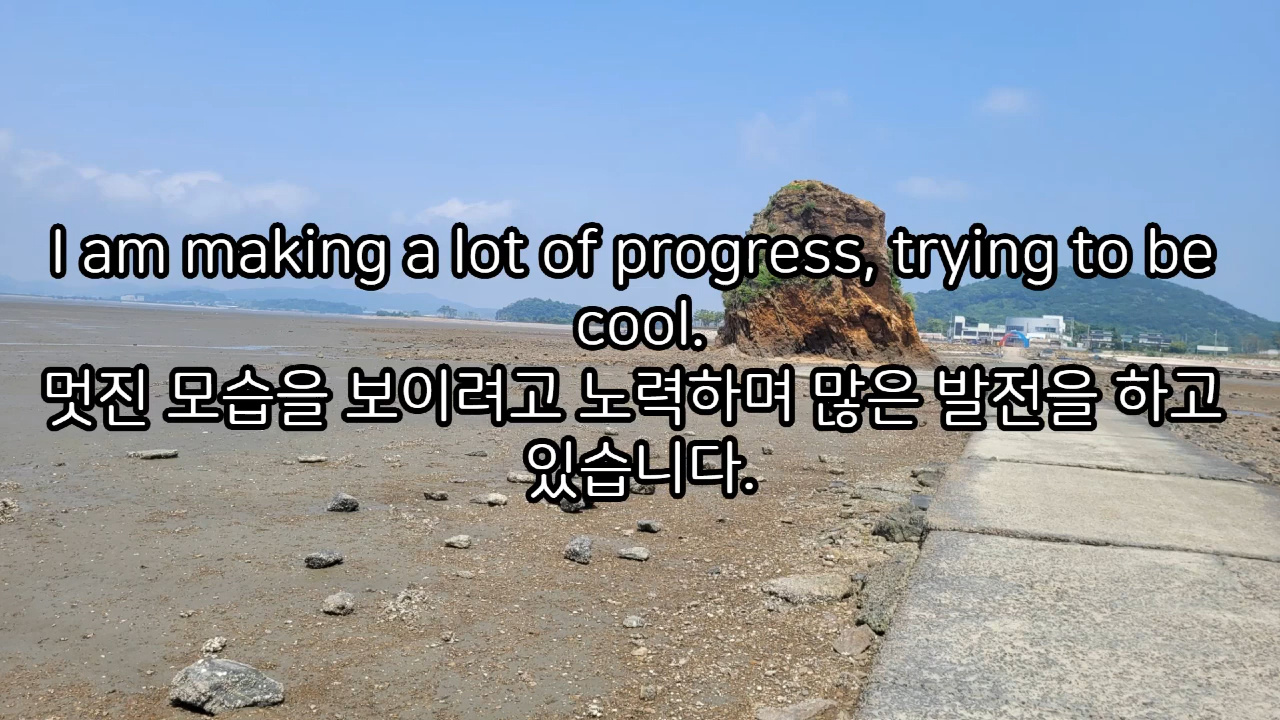 I am making a lot of progress, trying to be
cool.
멋진 모습을 보이려고 노력하며 많은 발전을 하고
있습니다.